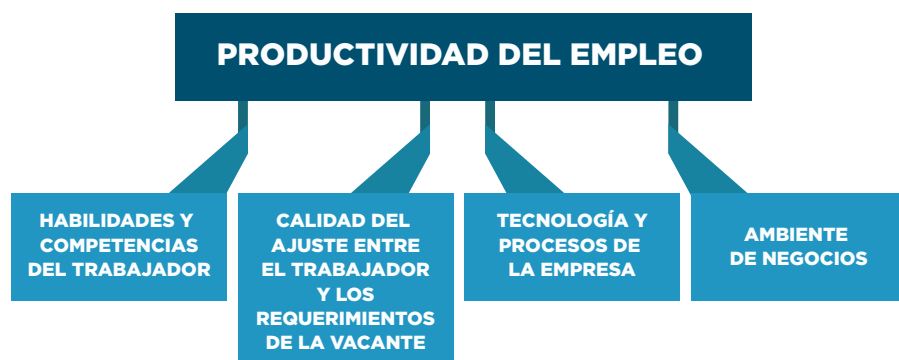 PRODUCTIVIDAD DEL EMPLEO
HABILIDADES Y
COMPETENCIAS
DEL TRABAJADOR
CALIDAD DEL
AJUSTE ENTRE
EL TRABAJADOR
Y LOS
REQUERIMIENTOS
DE LA VACANTE
TECNOLOGÍA Y
PROCESOS DE
LA EMPRESA
AMBIENTE
DE NEGOCIOS